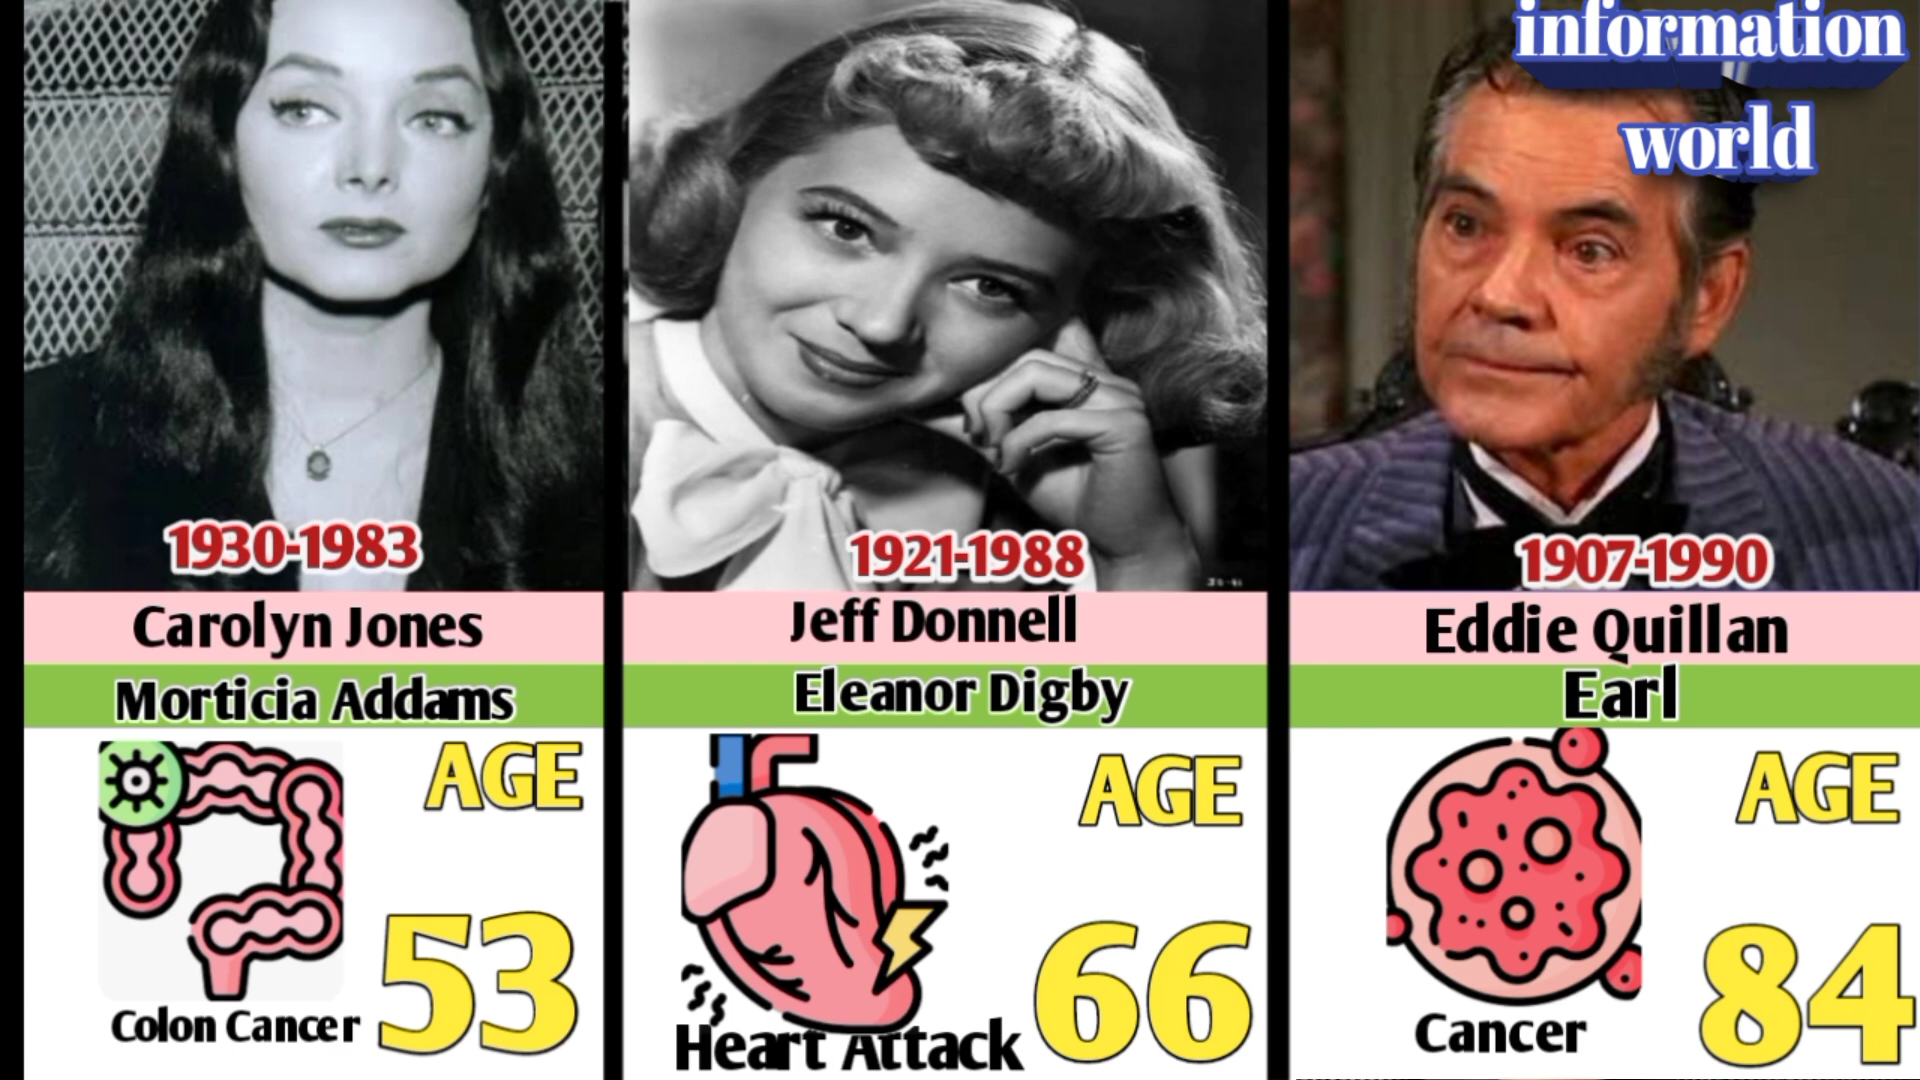 information
world
1930-1983
Carolyn Jones
Morticia Addams
AGE
53
Colon Cancer
1921-1988
Jeff Donnell
Eleanor Digby
AGE
66
Heart Attack
1907-1990
Eddie Quillan
Earl
AGE
84
Cancer